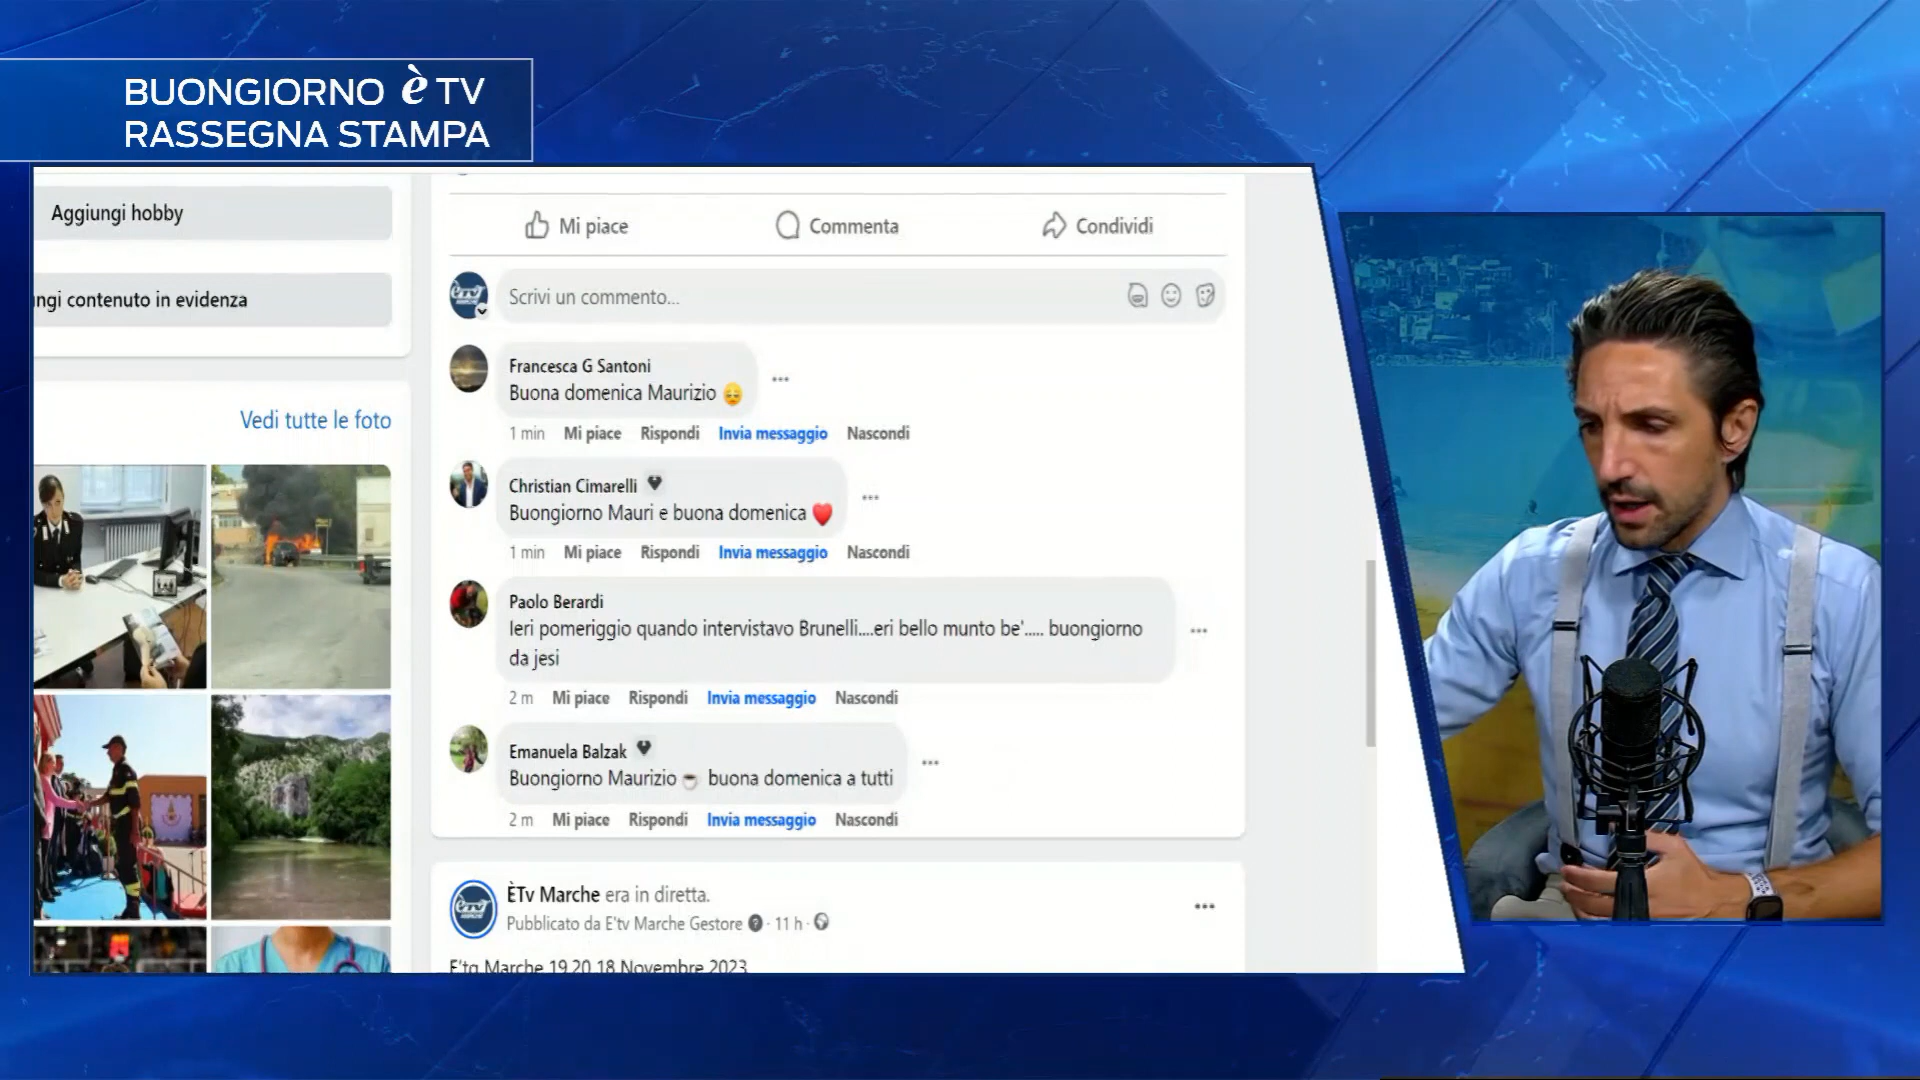 BUONGIORNO è TV
RASSEGNA STAMPA
Aggiungi hobby
ngi contenuto in evidenza
Vedi tutte le foto
Mi piace
Commenta
Condividi
Scrivi un commento...
Francesca G Santoni
Buona domenica Maurizio 😔
1 min Mi piace Rispondi Invia messaggio Nascondi
Christian Cimarelli
Buongiorno Mauri e buona domenica ❤️
1 min Mi piace Rispondi Invia messaggio Nascondi
Paolo Berardi
Ieri pomeriggio quando intervistavo Brunelli....eri bello munto be'..... buongiorno
da jesi
2 m Mi piace Rispondi Invia messaggio Nascondi
Emanuela Balzak
Buongiorno Maurizio ☕ buona domenica a tutti
2 m Mi piace Rispondi Invia messaggio Nascondi
ÈTv Marche era in diretta.
Pubblicato da E'tv Marche Gestore · 11 h ·
E'tg Marche 19.20 18 Novembre 2023